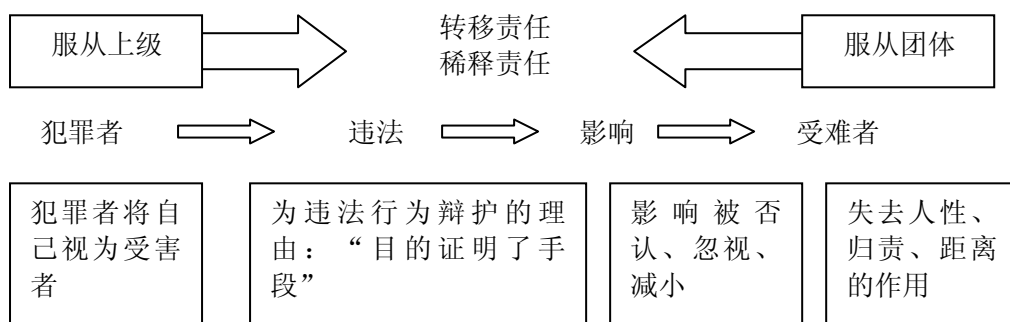 服从上级
转移责任
稀释责任
服从团体
犯罪者
违法
影响
受难者
犯罪者将自
己视为受害
者
为违法行为辩护的理
由：“目的证明了手
段”
影响被否
认、忽视、
减小
失去人性、
归责、距离
的作用